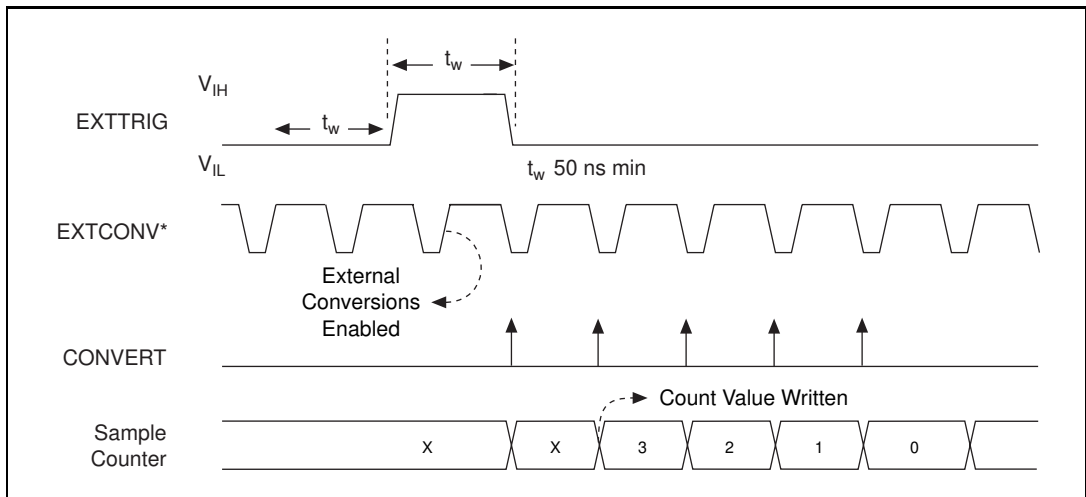 t_w
V_IH
EXTTRIG
t_w
V_IL
t_w 50 ns min
EXTCONV*
External
Conversions
Enabled
CONVERT
Count Value Written
Sample
Counter
X X 3 2 1 0